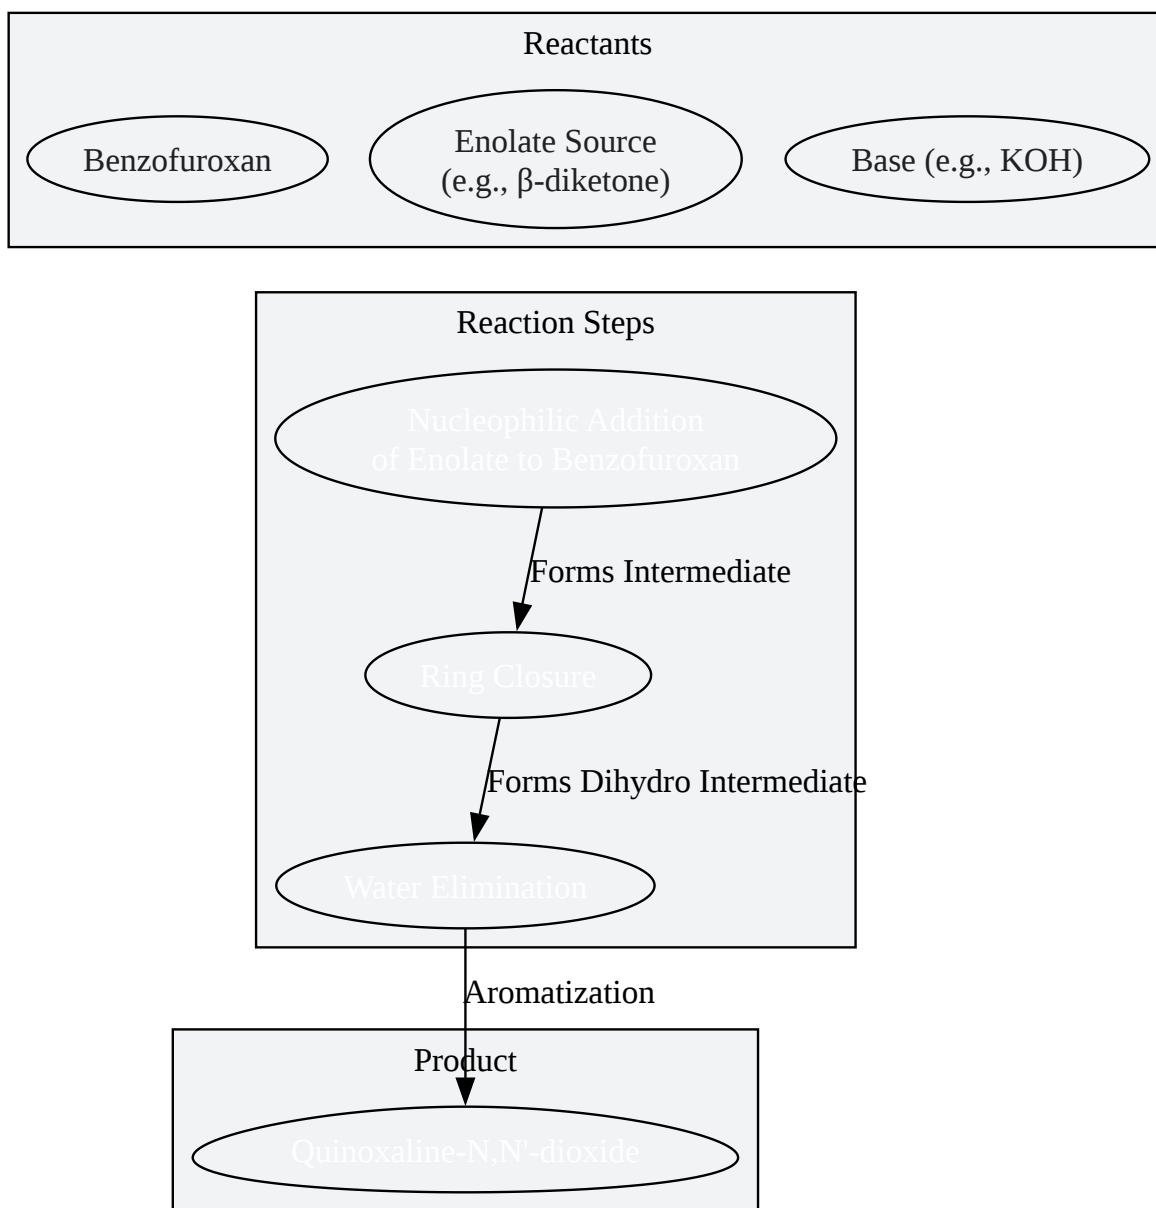 Reactants
Benzofuroxan
Enolate Source
(e.g., β-diketone)
Base (e.g., KOH)
Reaction Steps
Nucleophilic Addition
of Enolate to Benzofuroxan
Forms Intermediate
Ring Closure
Forms Dihydro Intermediate
Water Elimination
Aromatization
Product
Quinoxaline-N,N'-dioxide